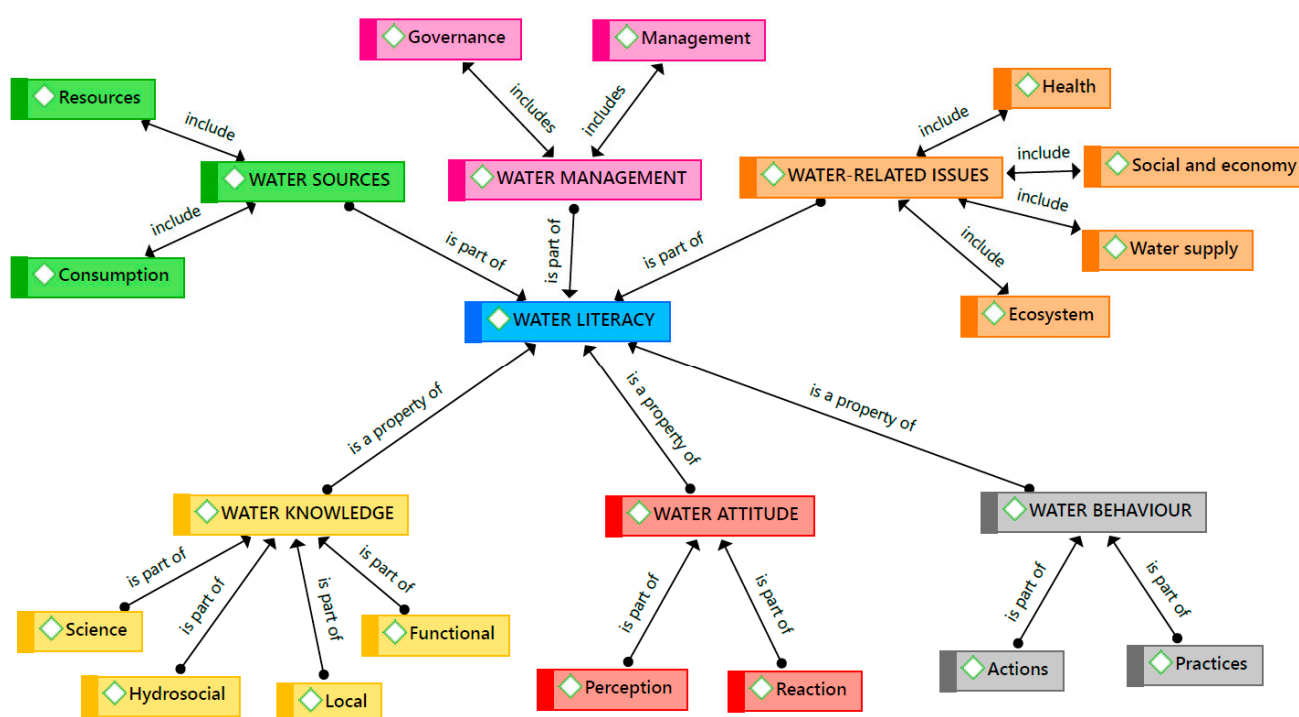 Governance
Management
Resources
Health
includes
includes
include
include
include
Social and economy
WATER SOURCES
WATER MANAGEMENT
WATER-RELATED ISSUES
include
include
include
Water supply
Consumption
is part of
is part of
is part of
Ecosystem
WATER LITERACY
is a property of
is a property of
is a property of
WATER KNOWLEDGE
WATER ATTITUDE
WATER BEHAVIOUR
is part of
is part of
is part of
is part of
is part of
is part of
is part of
is part of
Science
Functional
Hydrosocial
Local
Perception
Reaction
Actions
Practices